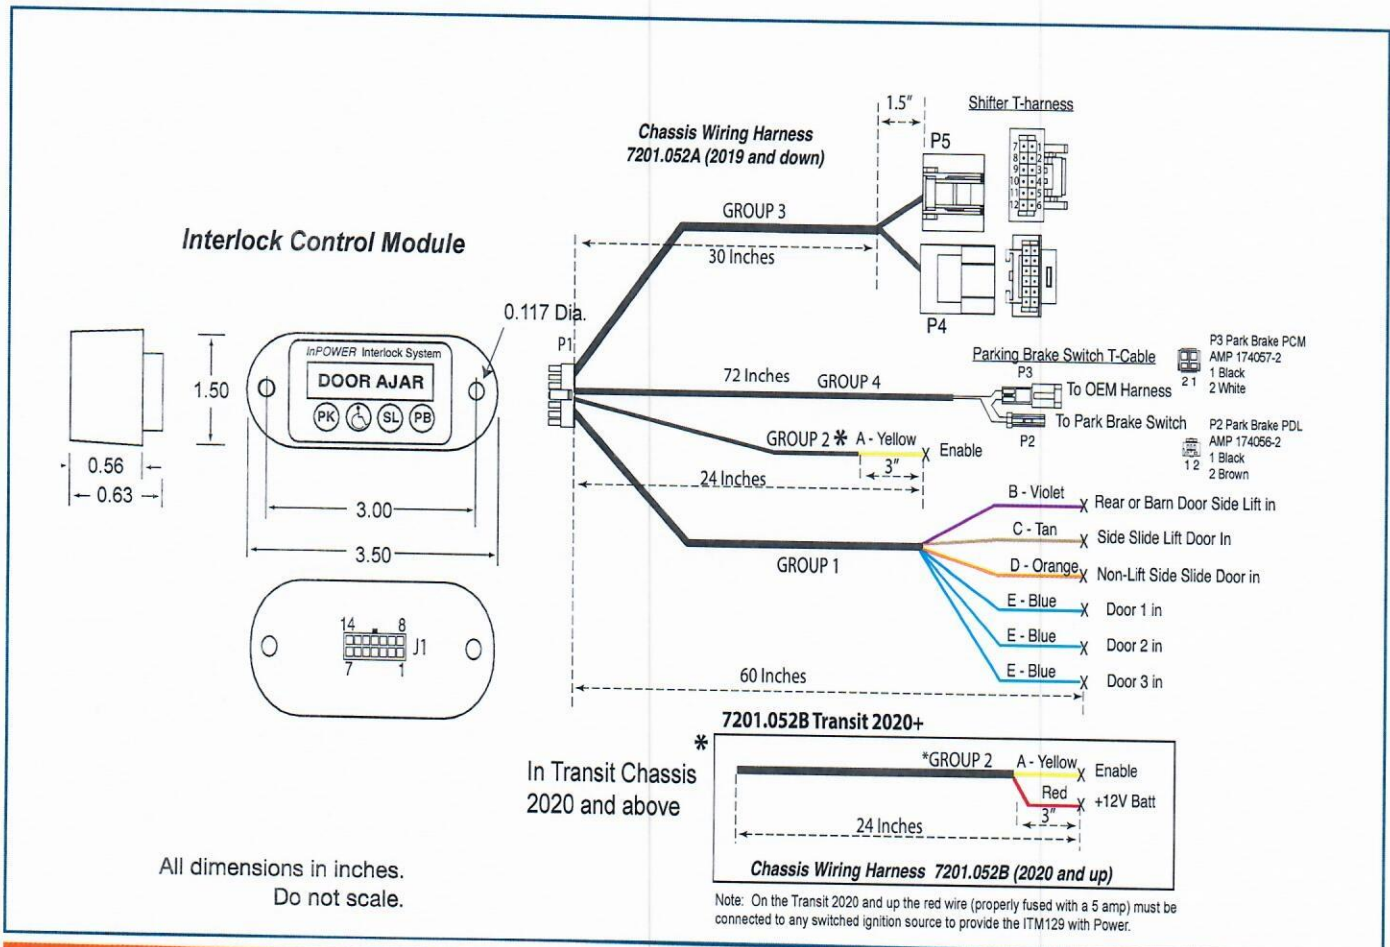 Chassis Wiring Harness
7201.052A (2019 and down)
1.5"
Shifter T-harness
P5
7 1
8 2
9 3
10 4
11 5
12 6
GROUP 3
30 Inches
P4
Interlock Control Module
0.117 Dia.
P1
InPOWER Interlock System
DOOR AJAR
PK
SL
PB
1.50
0.56
0.63
3.00
3.50
14 8
J1
7 1
72 Inches
GROUP 4
Parking Brake Switch T-Cable
P3
To OEM Harness
To Park Brake Switch
P2
P3 Park Brake PCM
AMP 174057-2
1 Black
2 White
2 1
P2 Park Brake PDL
AMP 174056-2
1 Black
2 Brown
1 2
GROUP 2 *
A - Yellow
Enable
3"
24 Inches
GROUP 1
B - Violet
Rear or Barn Door Side Lift in
C - Tan
Side Slide Lift Door In
D - Orange
Non-Lift Side Slide Door in
E - Blue
Door 1 in
E - Blue
Door 2 in
E - Blue
Door 3 in
60 Inches
7201.052B Transit 2020+
*
In Transit Chassis
2020 and above
*GROUP 2
A - Yellow
Enable
Red
+12V Batt
3"
24 Inches
Chassis Wiring Harness 7201.052B (2020 and up)
Note: On the Transit 2020 and up the red wire (properly fused with a 5 amp) must be
connected to any switched ignition source to provide the ITM129 with Power.
All dimensions in inches.
Do not scale.